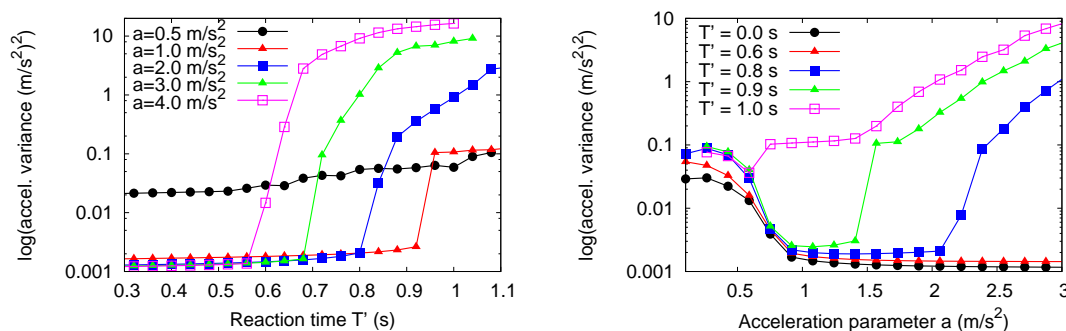 log(accel. variance) (m/s²)²)
10
1
0.1
0.01
0.001
0.3 0.4 0.5 0.6 0.7 0.8 0.9 1 1.1
Reaction time T' (s)
a=0.5 m/s²
a=1.0 m/s²
a=2.0 m/s²
a=3.0 m/s²
a=4.0 m/s²
log(accel. variance) (m/s²)²)
10
1
0.1
0.01
0.001
0.5 1 1.5 2 2.5 3
Acceleration parameter a (m/s²)
T' = 0.0 s
T' = 0.6 s
T' = 0.8 s
T' = 0.9 s
T' = 1.0 s